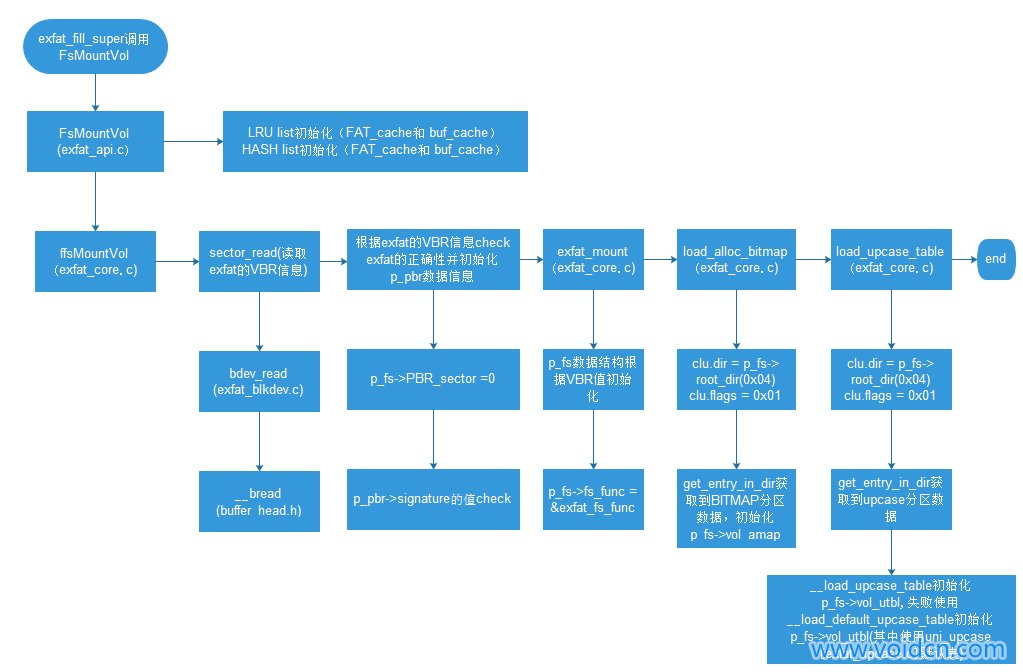 exfat_fill_super调用
FsMountVol
FsMountVol
(exfat_api.c)
LRU list初始化（FAT_cache和 buf_cache）
HASH list初始化（FAT_cache和 buf_cache）
ffsMountVol
(exfat_core.c)
sector_read(读取
exfat的VBR信息)
根据exfat的VBR信息check
exfat的正确性并初始化
p_pbr数据信息
exfat_mount
(exfat_core.c)
load_alloc_bitmap
(exfat_core.c)
load_upcase_table
(exfat_core.c)
end
bdev_read
(exfat_blkdev.c)
p_fs->PBR_sector =0
p_fs数据结构根
据VBR值初始
化
clu.dir = p_fs->
root_dir(0x04)
clu.flags = 0x01
clu.dir = p_fs->
root_dir(0x04)
clu.flags = 0x01
__bread
(buffer_head.h)
p_pbr->signature的值check
p_fs->fs_func =
&exfat_fs_func
get_entry_in_dir获
取到BITMAP分区
数据，初始化
p_fs->vol_amap
get_entry_in_dir获
取到upcase分区数
据
__load_upcase_table初始化
p_fs->vol_utbl, 失败使用
__load_default_upcase_table初始化
p_fs->vol_utbl(其中使用uni_upcase
www.voidcn.com